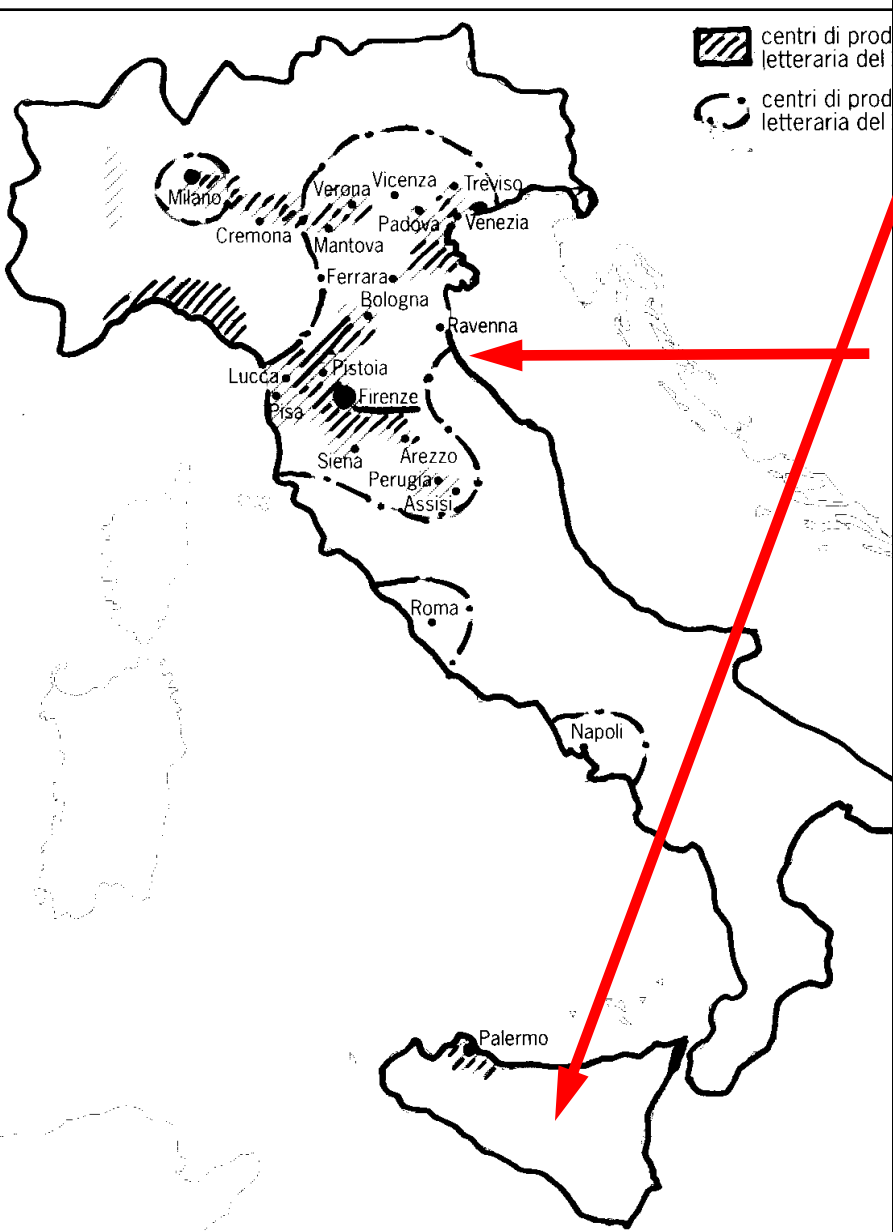 centri di prod
letteraria del
centri di prod
letteraria del
Milano
Verona
Vicenza
Treviso
Cremona
Mantova
Padova
Venezia
Ferrara
Bologna
Ravenna
Lucca
Pistoia
Pisa
Firenze
Siena
Arezzo
Perugia
Assisi
Roma
Napoli
Palermo